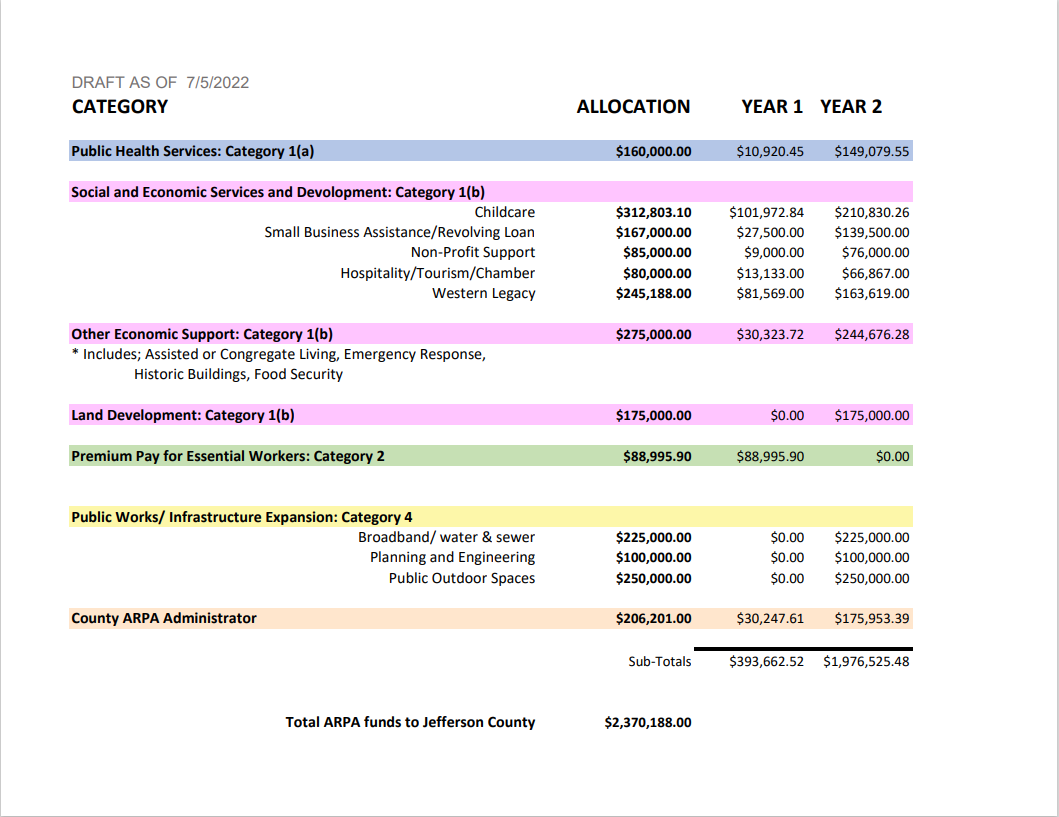 DRAFT AS OF 7/5/2022
CATEGORY ALLOCATION YEAR 1 YEAR 2
Public Health Services: Category 1(a) $160,000.00 $10,920.45 $149,079.55
Social and Economic Services and Devolopment: Category 1(b)
Childcare $312,803.10 $101,972.84 $210,830.26
Small Business Assistance/Revolving Loan $167,000.00 $27,500.00 $139,500.00
Non-Profit Support $85,000.00 $9,000.00 $76,000.00
Hospitality/Tourism/Chamber $80,000.00 $13,133.00 $66,867.00
Western Legacy $245,188.00 $81,569.00 $163,619.00
Other Economic Support: Category 1(b) $275,000.00 $30,323.72 $244,676.28
* Includes; Assisted or Congregate Living, Emergency Response,
Historic Buildings, Food Security
Land Development: Category 1(b) $175,000.00 $0.00 $175,000.00
Premium Pay for Essential Workers: Category 2 $88,995.90 $88,995.90 $0.00
Public Works/ Infrastructure Expansion: Category 4
Broadband/ water & sewer $225,000.00 $0.00 $225,000.00
Planning and Engineering $100,000.00 $0.00 $100,000.00
Public Outdoor Spaces $250,000.00 $0.00 $250,000.00
County ARPA Administrator $206,201.00 $30,247.61 $175,953.39
Sub-Totals $393,662.52 $1,976,525.48
Total ARPA funds to Jefferson County $2,370,188.00